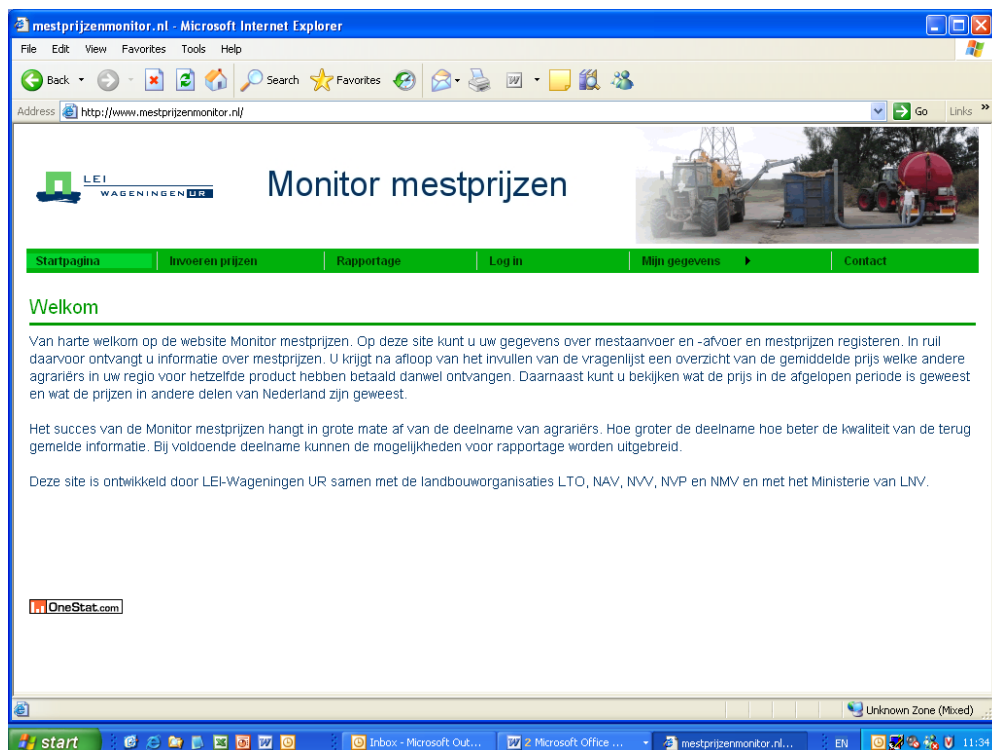 mestprijzenmonitor.nl - Microsoft Internet Explorer
File Edit View Favorites Tools Help
Back Search Favorites
Address http://www.mestprijzenmonitor.nl/ Go Links »
LEI
WAGENINGEN UR
Monitor mestprijzen
Startpagina Invoeren prijzen Rapportage Log in Mijn gegevens Contact
Welkom
Van harte welkom op de website Monitor mestprijzen. Op deze site kunt u uw gegevens over mestaanvoer en -afvoer en mestprijzen registeren. In ruil
daarvoor ontvangt u informatie over mestprijzen. U krijgt na afloop van het invullen van de vragenlijst een overzicht van de gemiddelde prijs welke andere
agrariërs in uw regio voor hetzelfde product hebben betaald danwel ontvangen. Daarnaast kunt u bekijken wat de prijs in de afgelopen periode is geweest
en wat de prijzen in andere delen van Nederland zijn geweest.
Het succes van de Monitor mestprijzen hangt in grote mate af van de deelname van agrariërs. Hoe groter de deelname hoe beter de kwaliteit van de terug
gemelde informatie. Bij voldoende deelname kunnen de mogelijkheden voor rapportage worden uitgebreid.
Deze site is ontwikkeld door LEI-Wageningen UR samen met de landbouworganisaties LTO, NAV, NVV, NVP en NMV en met het Ministerie van LNV.
OneStat.com
Unknown Zone (Mixed)
start Inbox - Microsoft Out... 2 Microsoft Office ... mestprijzenmonitor.nl... EN 11:34